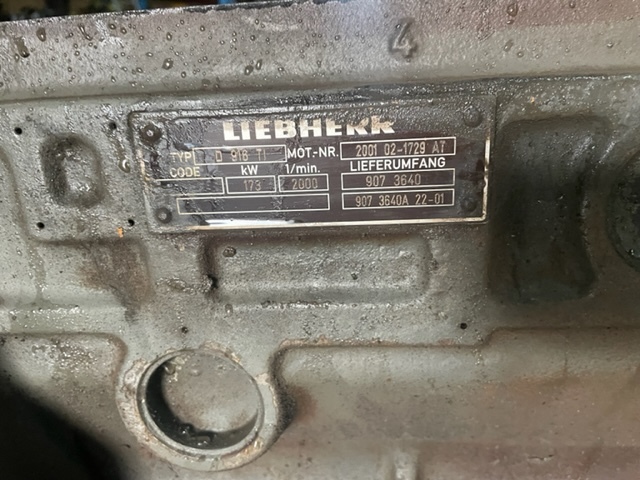 4
LIEBHERR
TYP D 916 TI MOT.-NR. 2001 02-1729 AT
CODE kW 1/min. LIEFERUMFANG
173 2000 907 3640
907 3640A 22-01